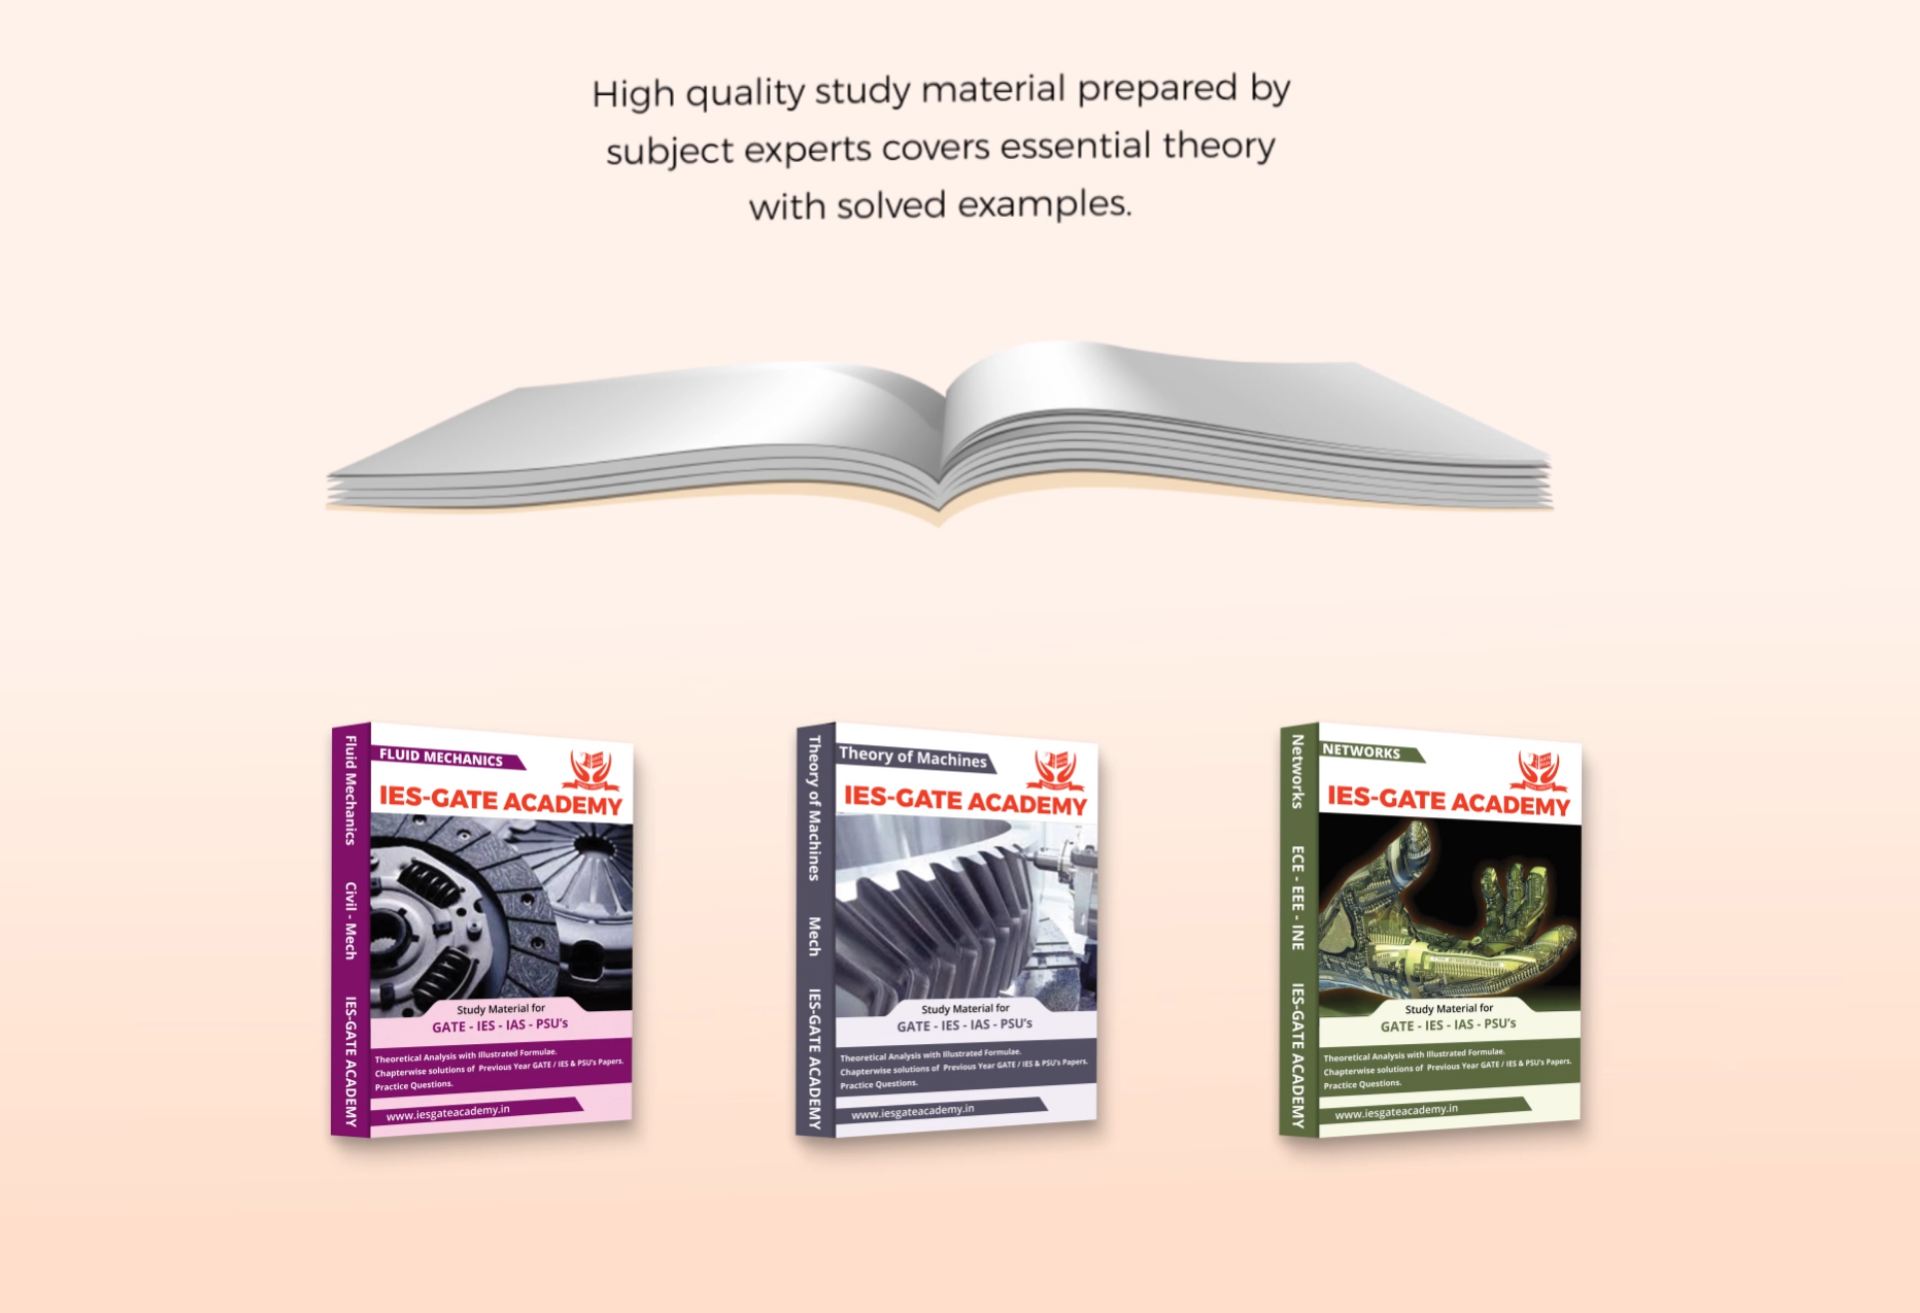 High quality study material prepared by
subject experts covers essential theory
with solved examples.
Fluid Mechanics Civil - Mech IES-GATE ACADEMY
FLUID MECHANICS
IES-GATE ACADEMY
Study Material for
GATE - IES - IAS - PSU's
Theoretical Analysis with Illustrated Formulae.
Chapterwise solutions of Previous Year GATE / IES & PSU's Papers.
Practice Questions.
www.iesgateacademy.in
Theory of Machines Mech IES-GATE ACADEMY
Theory of Machines
IES-GATE ACADEMY
Study Material for
GATE - IES - IAS - PSU's
Theoretical Analysis with Illustrated Formulae.
Chapterwise solutions of Previous Year GATE / IES & PSU's Papers.
Practice Questions.
www.iesgateacademy.in
Networks ECE - EEE - INE IES-GATE ACADEMY
NETWORKS
IES-GATE ACADEMY
Study Material for
GATE - IES - IAS - PSU's
Theoretical Analysis with Illustrated Formulae.
Chapterwise solutions of Previous Year GATE / IES & PSU's Papers.
Practice Questions.
www.iesgateacademy.in